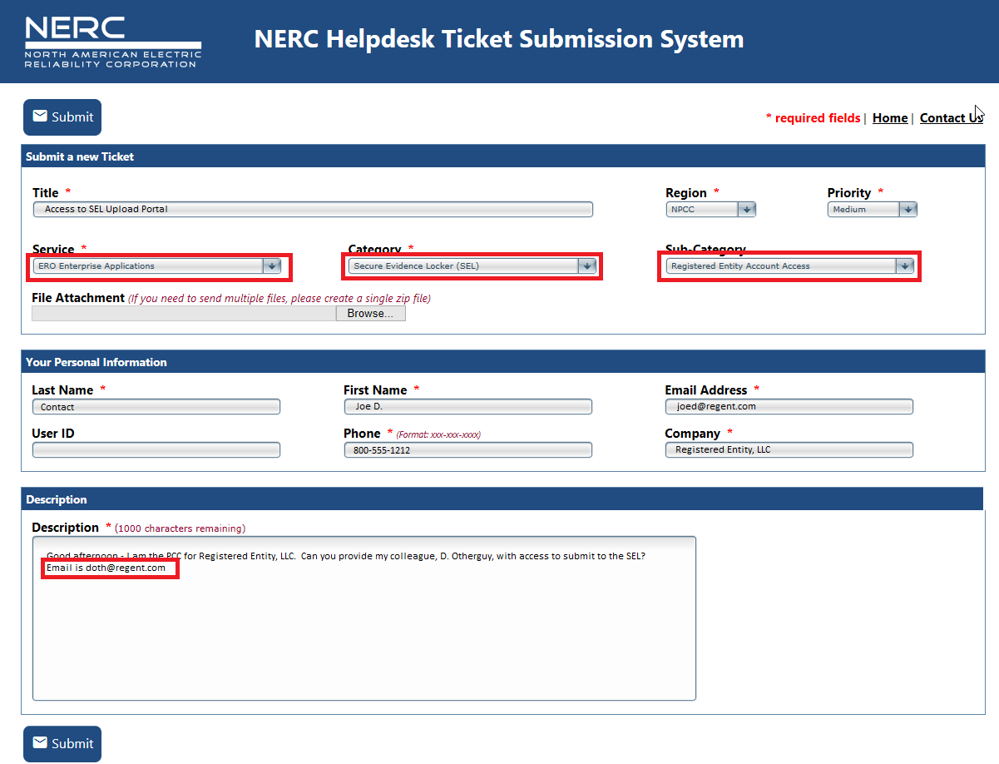 NERC
NORTH AMERICAN ELECTRIC
RELIABILITY CORPORATION
NERC Helpdesk Ticket Submission System
Submit
* required fields | Home | Contact Us
Submit a new Ticket
Title *
Region *
Priority *
Access to SEL Upload Portal
NPCC
Medium
Service *
Category *
Sub-Category
ERO Enterprise Applications
Secure Evidence Locker (SEL)
Registered Entity Account Access
File Attachment (If you need to send multiple files, please create a single zip file)
Browse...
Your Personal Information
Last Name *
First Name *
Email Address *
Contact
Joe D.
joed@regent.com
User ID
Phone * (Format: xxx-xxx-xxxx)
Company *
800-555-1212
Registered Entity, LLC
Description
Description * (1000 characters remaining)
Good afternoon - I am the PCC for Registered Entity, LLC. Can you provide my colleague, D. Otherguy, with access to submit to the SEL?
Email is doth@regent.com
Submit